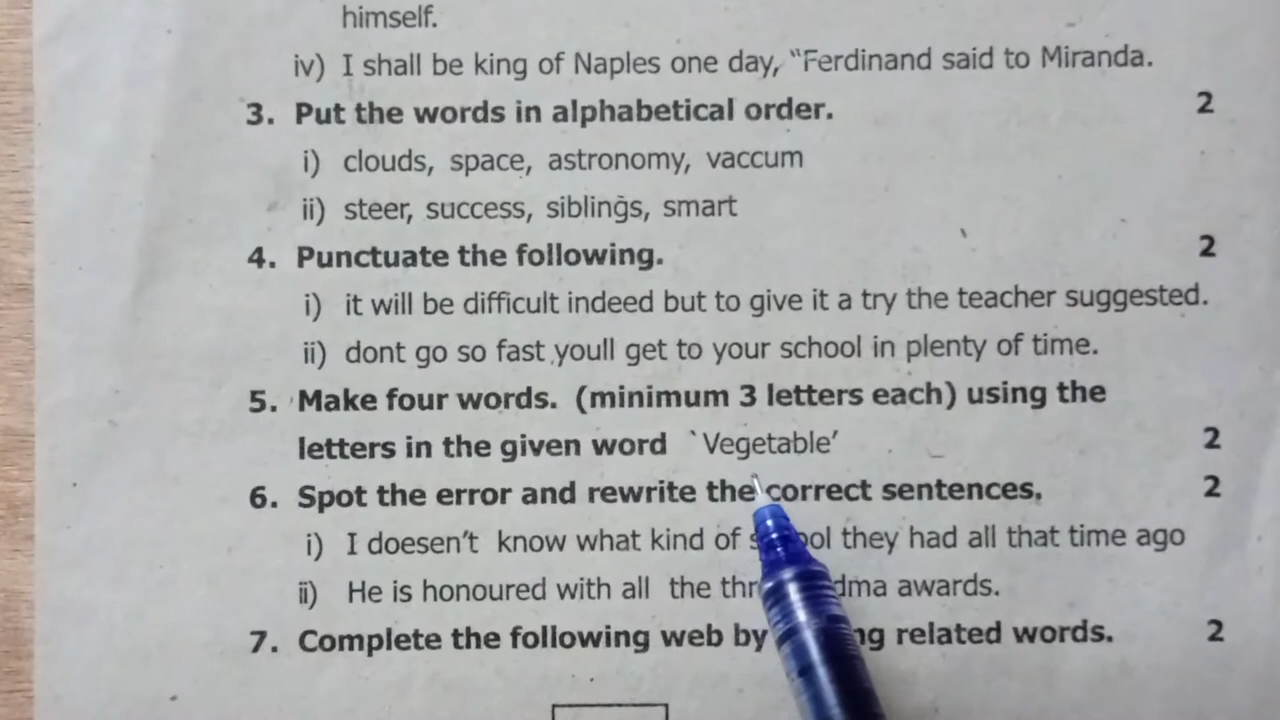 himself.
iv) I shall be king of Naples one day, "Ferdinand said to Miranda.
3. Put the words in alphabetical order. 2
i) clouds, space, astronomy, vaccum
ii) steer, success, siblings, smart
4. Punctuate the following. 2
i) it will be difficult indeed but to give it a try the teacher suggested.
ii) dont go so fast youll get to your school in plenty of time.
5. Make four words. (minimum 3 letters each) using the
letters in the given word `Vegetable' 2
6. Spot the error and rewrite the correct sentences. 2
i) I doesen't know what kind of they had all that time ago
ii) He is honoured with all the awards.
7. Complete the following web by related words. 2